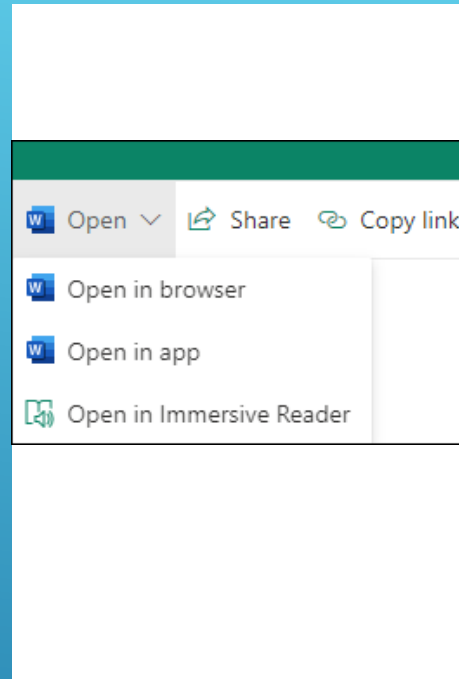 Open Share Copy link
Open in browser
Open in app
Open in Immersive Reader